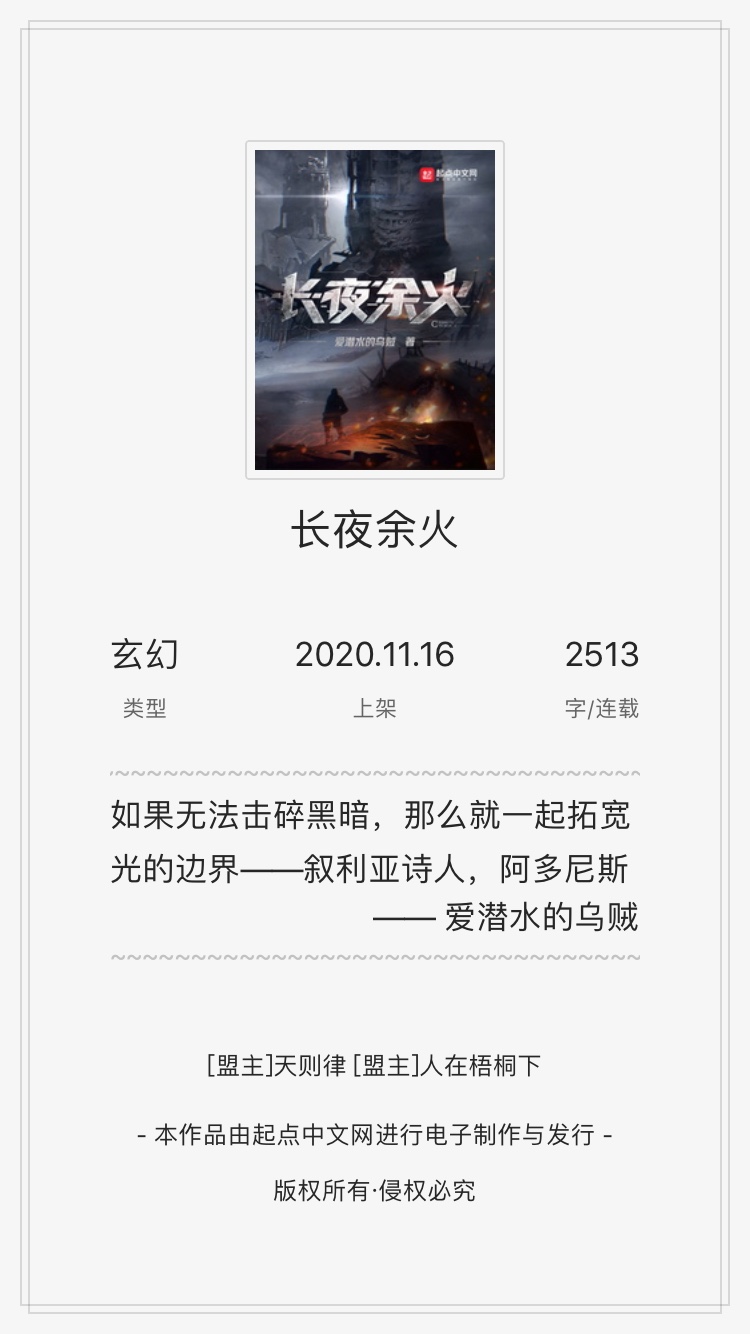 起点中文网
长夜余火
爱潜水的乌贼 著
长夜余火
玄幻 2020.11.16 2513
类型 上架 字/连载
~~~~~~~~~~~~~~~~~~~~~~~~~~~~~~~~~
如果无法击碎黑暗，那么就一起拓宽
光的边界——叙利亚诗人，阿多尼斯
—— 爱潜水的乌贼
~~~~~~~~~~~~~~~~~~~~~~~~~~~~~~~~~
[盟主]天则律 [盟主]人在梧桐下
- 本作品由起点中文网进行电子制作与发行 -
版权所有·侵权必究